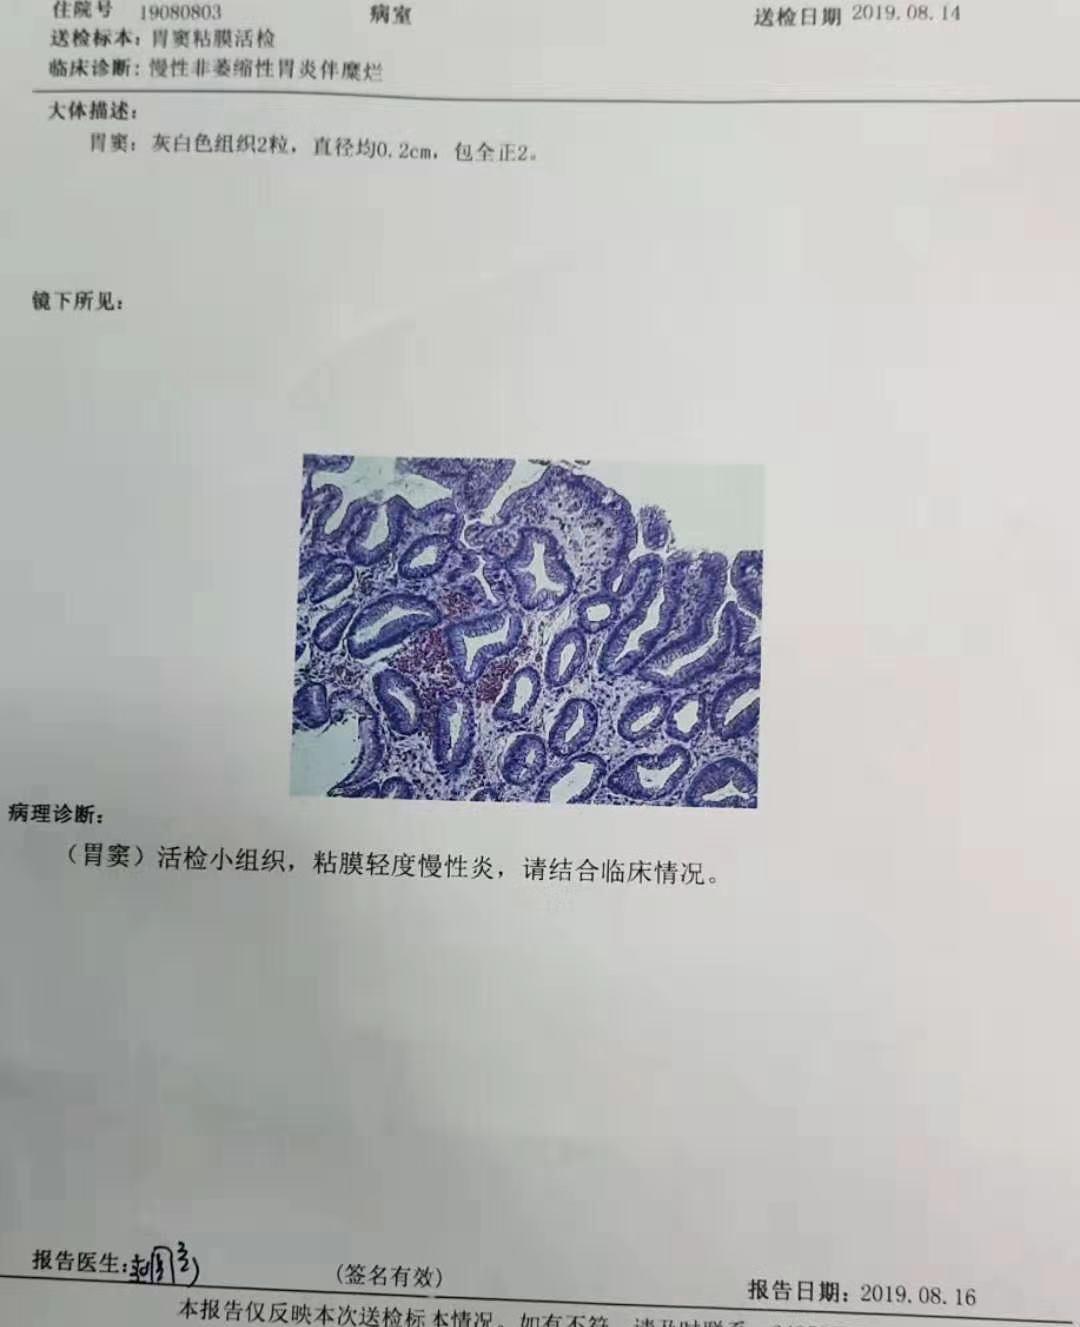 住院号 19080803 病室 送检日期 2019.08.14
送检标本：胃窦粘膜活检
临床诊断：慢性非萎缩性胃炎伴糜烂
大体描述：
胃窦：灰白色组织2粒，直径均0.2cm，包全正2。
镜下所见：
病理诊断：
（胃窦）活检小组织，粘膜轻度慢性炎，请结合临床情况。
报告医生： (签名有效) 报告日期：2019.08.16
本报告仅反映本次送检标本情况。如有不符，请及时联系